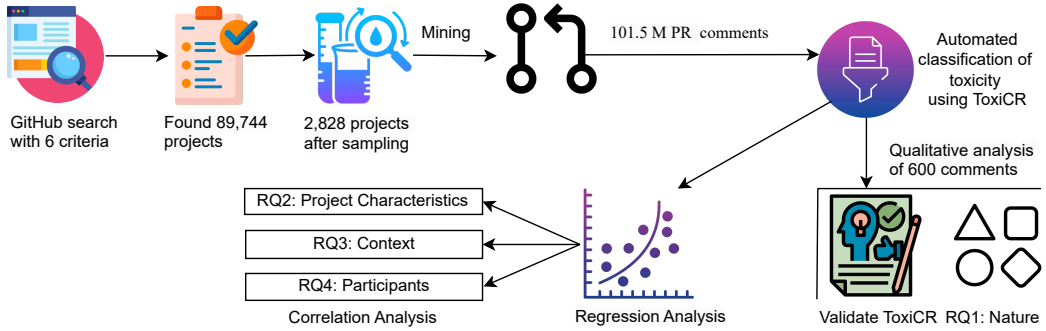 GitHub search
with 6 criteria
Found 89,744
projects
2,828 projects
after sampling
Mining
101.5 M PR comments
Automated
classification of
toxicity
using ToxiCR
Qualitative analysis
of 600 comments
RQ2: Project Characteristics
RQ3: Context
RQ4: Participants
Correlation Analysis
Regression Analysis
Validate ToxiCR
RQ1: Nature